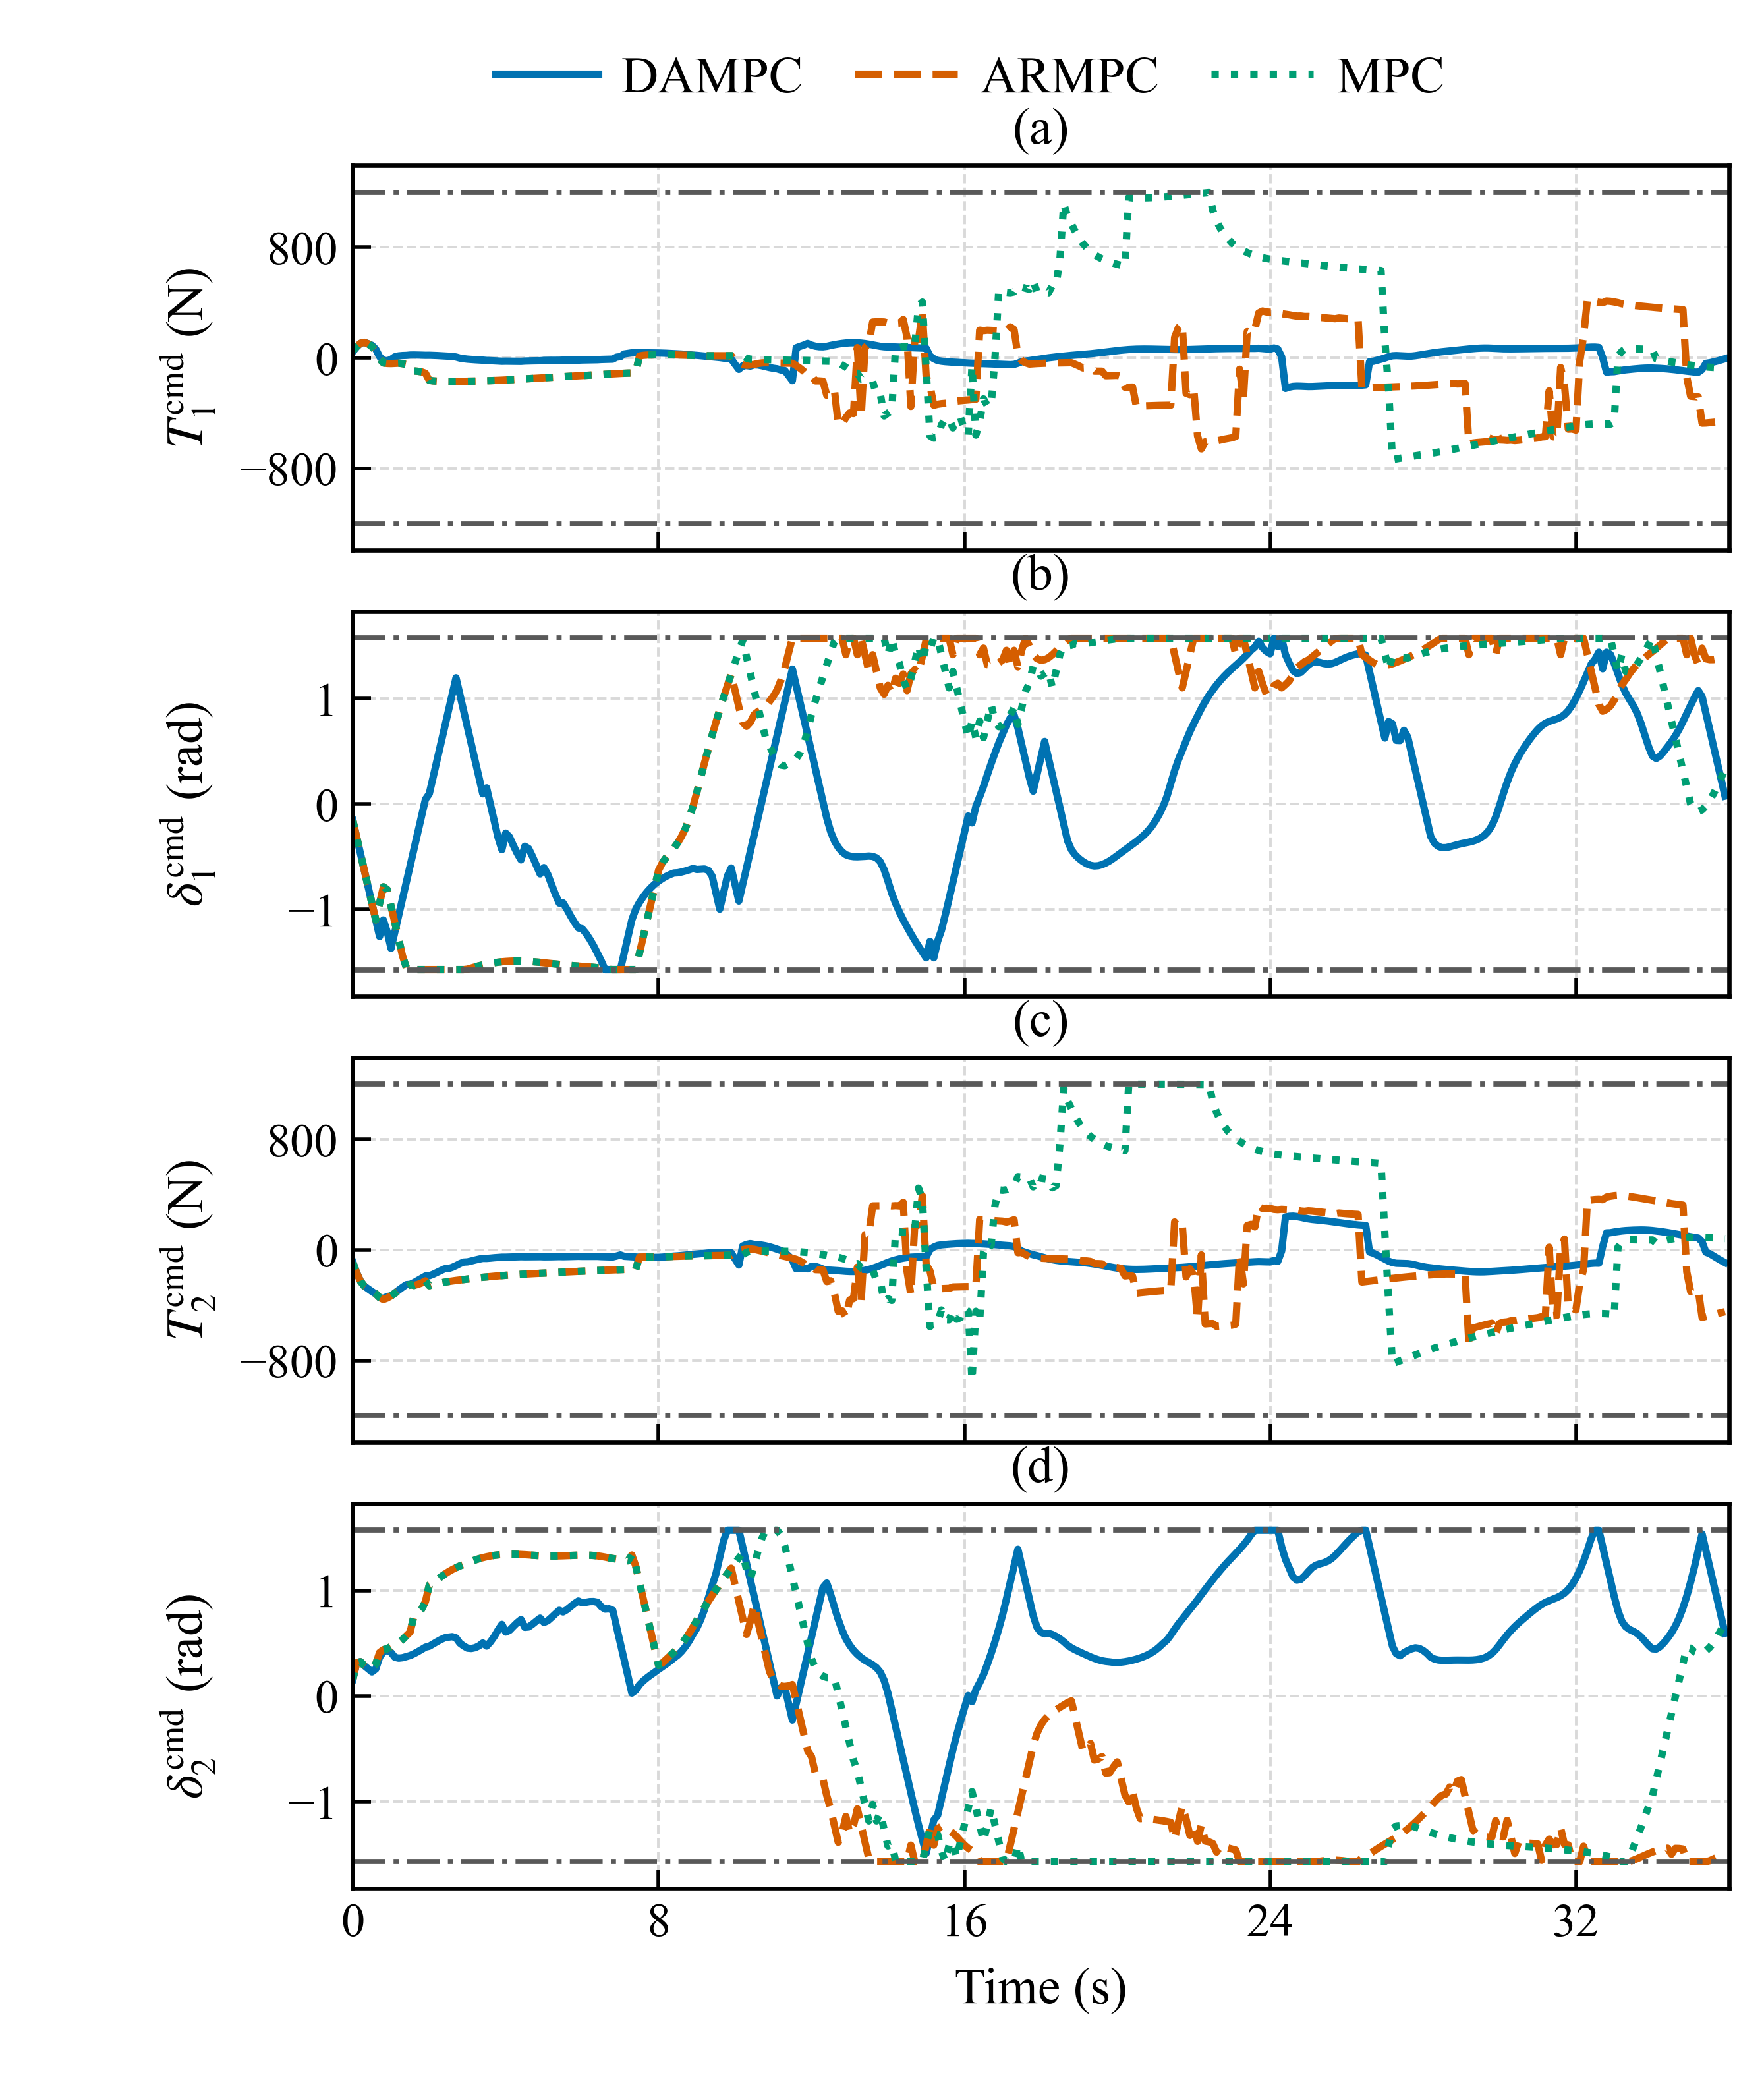 DAMPC ARMPC MPC
(a)
T₁ᶜᵐᵈ (N)
800
0
−800
(b)
δ₁ᶜᵐᵈ (rad)
1
0
−1
(c)
T₂ᶜᵐᵈ (N)
800
0
−800
(d)
δ₂ᶜᵐᵈ (rad)
1
0
−1
0 8 16 24 32
Time (s)